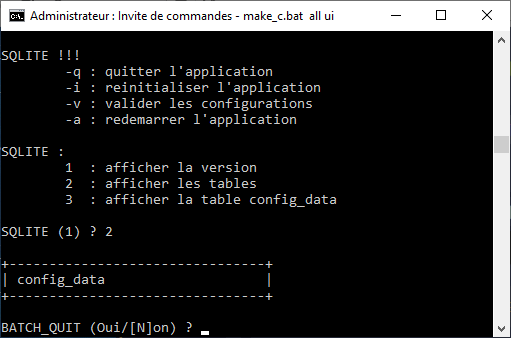 Administrateur : Invite de commandes - make_c.bat all ui
SQLITE !!!
-q : quitter l'application
-i : reinitialiser l'application
-v : valider les configurations
-a : redemarrer l'application
SQLITE :
1 : afficher la version
2 : afficher les tables
3 : afficher la table config_data
SQLITE (1) ? 2
+--------------------------------+
| config_data |
+--------------------------------+
BATCH_QUIT (Oui/[N]on) ? _